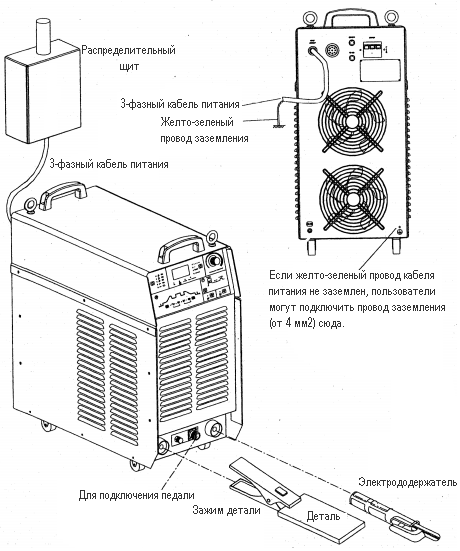 Распределительный
щит
3-фазный кабель питания
3-фазный кабель питания
Желто-зеленый
провод заземления
Если желто-зеленый провод кабеля
питания не заземлен, пользователи
могут подключить провод заземления
(от 4 мм2) сюда.
Для подключения педали
Зажим детали
Деталь
Электрододержатель